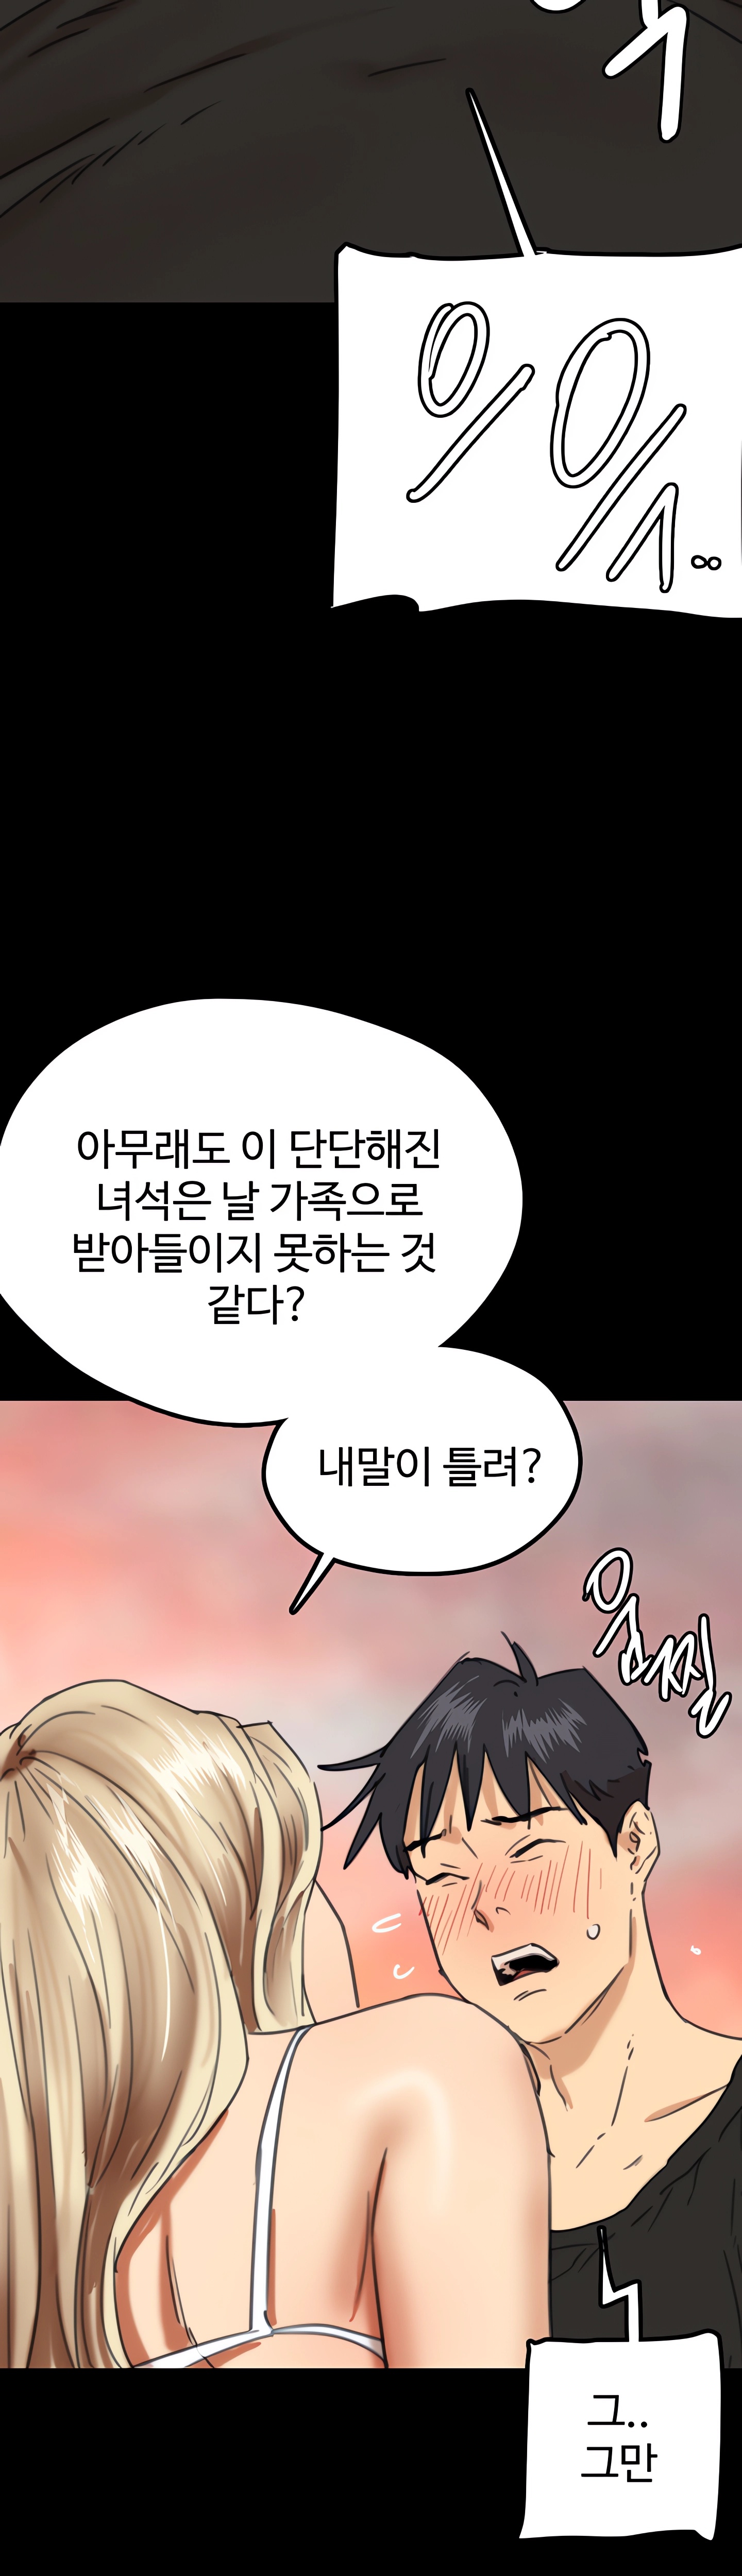 으으..
아무래도 이 단단해진
녀석은 날 가족으로
받아들이지 못하는 것
같다?
내말이 틀려?
움찔
그..
그만